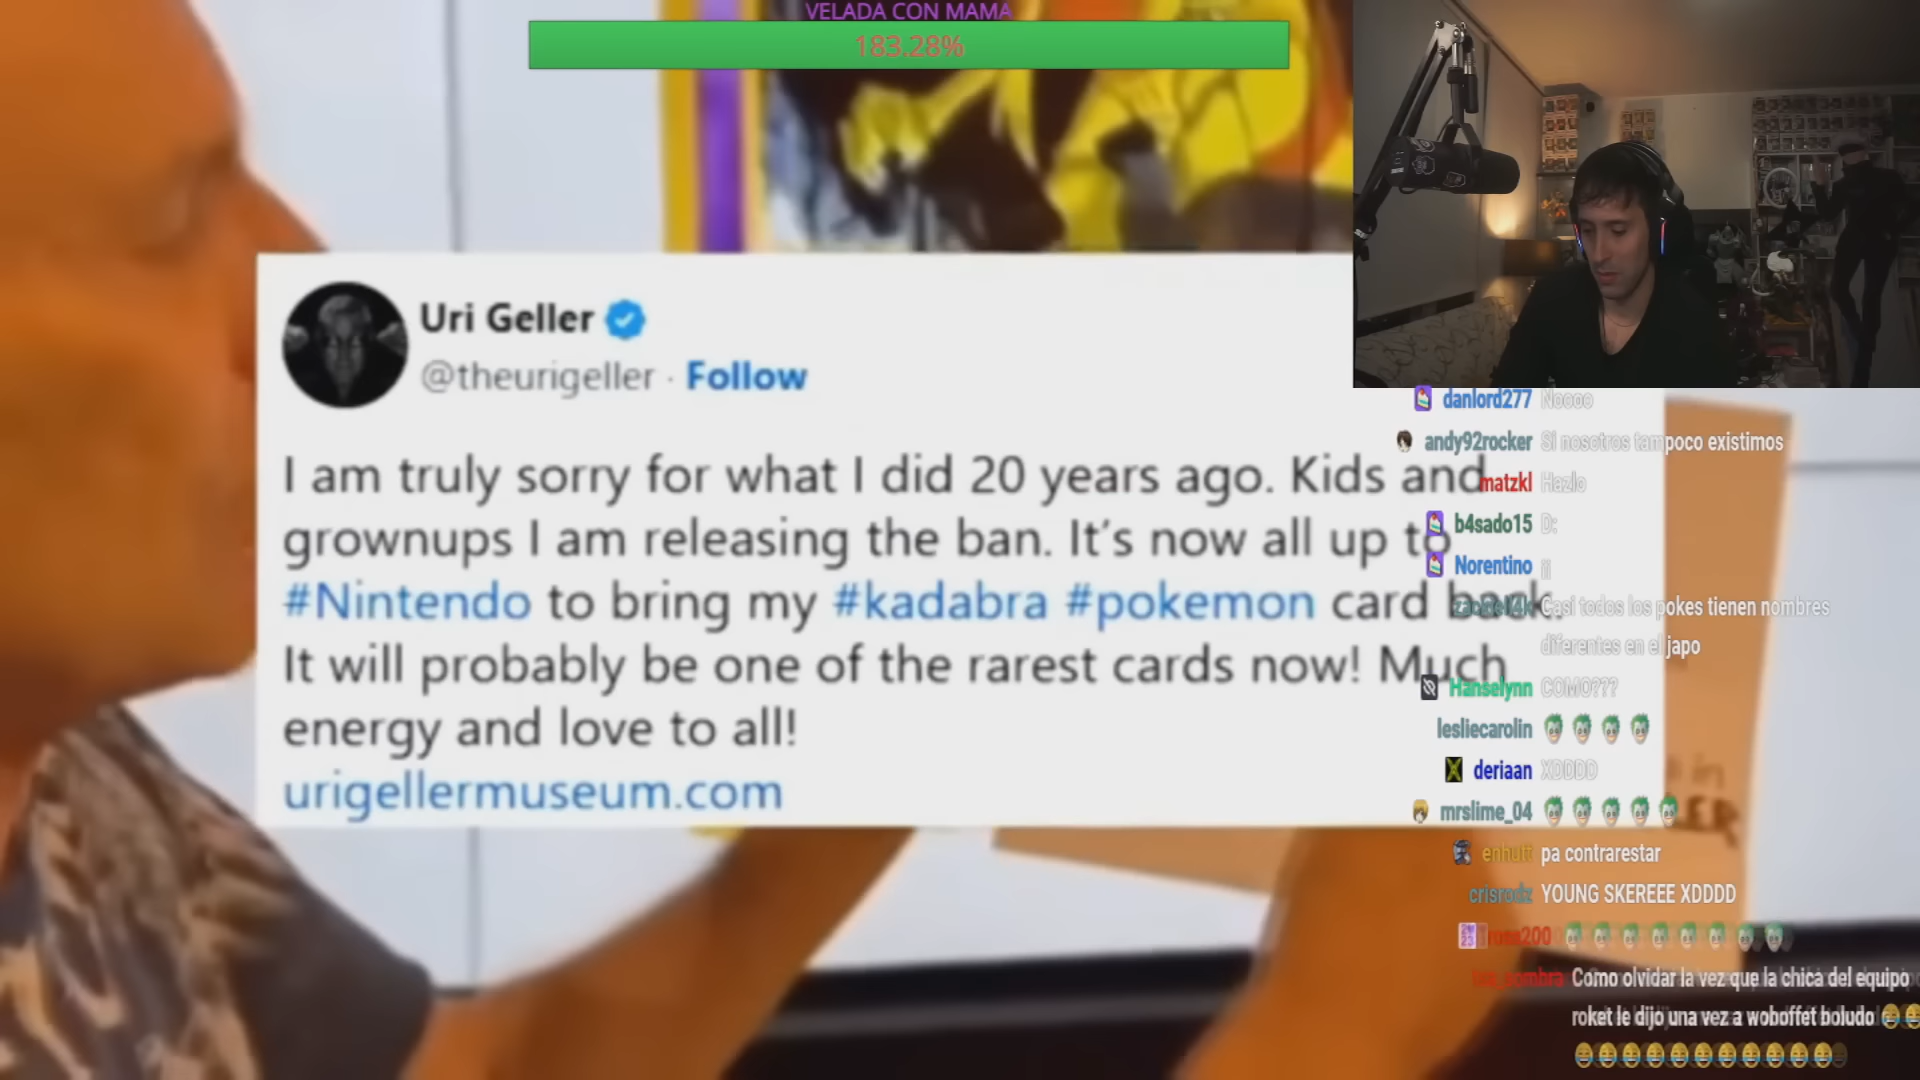 VELADA CON MAMA
183.28%
Uri Geller
@theurigeller · Follow
I am truly sorry for what I did 20 years ago. Kids and
grownups I am releasing the ban. It's now all up to
#Nintendo to bring my #kadabra #pokemon card back.
It will probably be one of the rarest cards now! Much
energy and love to all!
urigellermuseum.com
danlord277 Noooo
andy92rocker Si nosotros tampoco existimos
matzkl Hazlo
b4sado15 D:
Norentino
Casi todos los pokes tienen nombres
diferentes en el japo
Hanselynn COMO???
lesliecarolin
deriaan XDDDD
mrslime_04
enhutt pa contrarestar
crisrodz YOUNG SKEREEE XDDDD
Como olvidar la vez que la chica del equipo
roket le dijo una vez a woboffet boludo